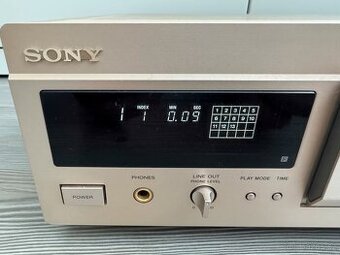 SONY
INDEX MIN SEC
1 1 0.09
1 2 3 4 5
6 7 8 9 10
11 12 13
PHONES
LINE OUT
PHONE LEVEL
PLAY MODE TIME
POWER